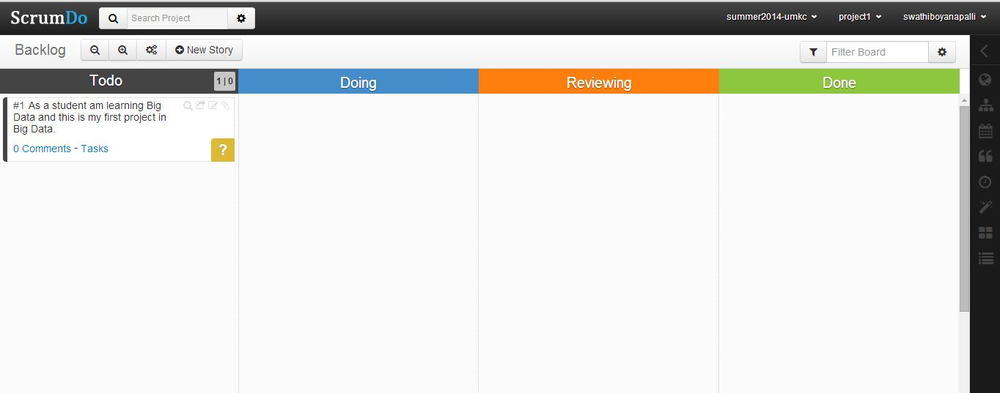 ScrumDo Search Project summer2014-umkc project1 swathiboyanapalli
Backlog New Story Filter Board
Todo 1 | 0 Doing Reviewing Done
#1 As a student am learning Big
Data and this is my first project in
Big Data.
0 Comments - Tasks ?